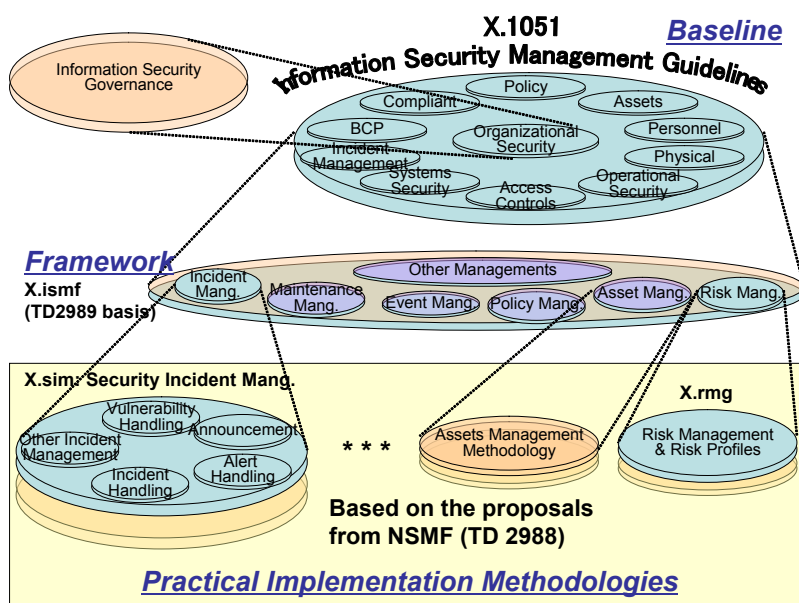 X.1051
Baseline
Information Security Management Guidelines
Information Security
Governance
Policy
Compliant
Assets
BCP
Organizational
Security
Personnel
Incident
Management
Physical
Systems
Security
Access
Controls
Operational
Security
Framework
X.ismf
(TD2989 basis)
Incident
Mang.
Maintenance
Mang.
Other Managements
Event Mang.
Policy Mang.
Asset Mang.
Risk Mang.
X.sim: Security Incident Mang.
Vulnerability
Handling
Announcement
Other Incident
Management
Incident
Handling
Alert
Handling
* * *
Assets Management
Methodology
X.rmg
Risk Management
& Risk Profiles
Based on the proposals
from NSMF (TD 2988)
Practical Implementation Methodologies